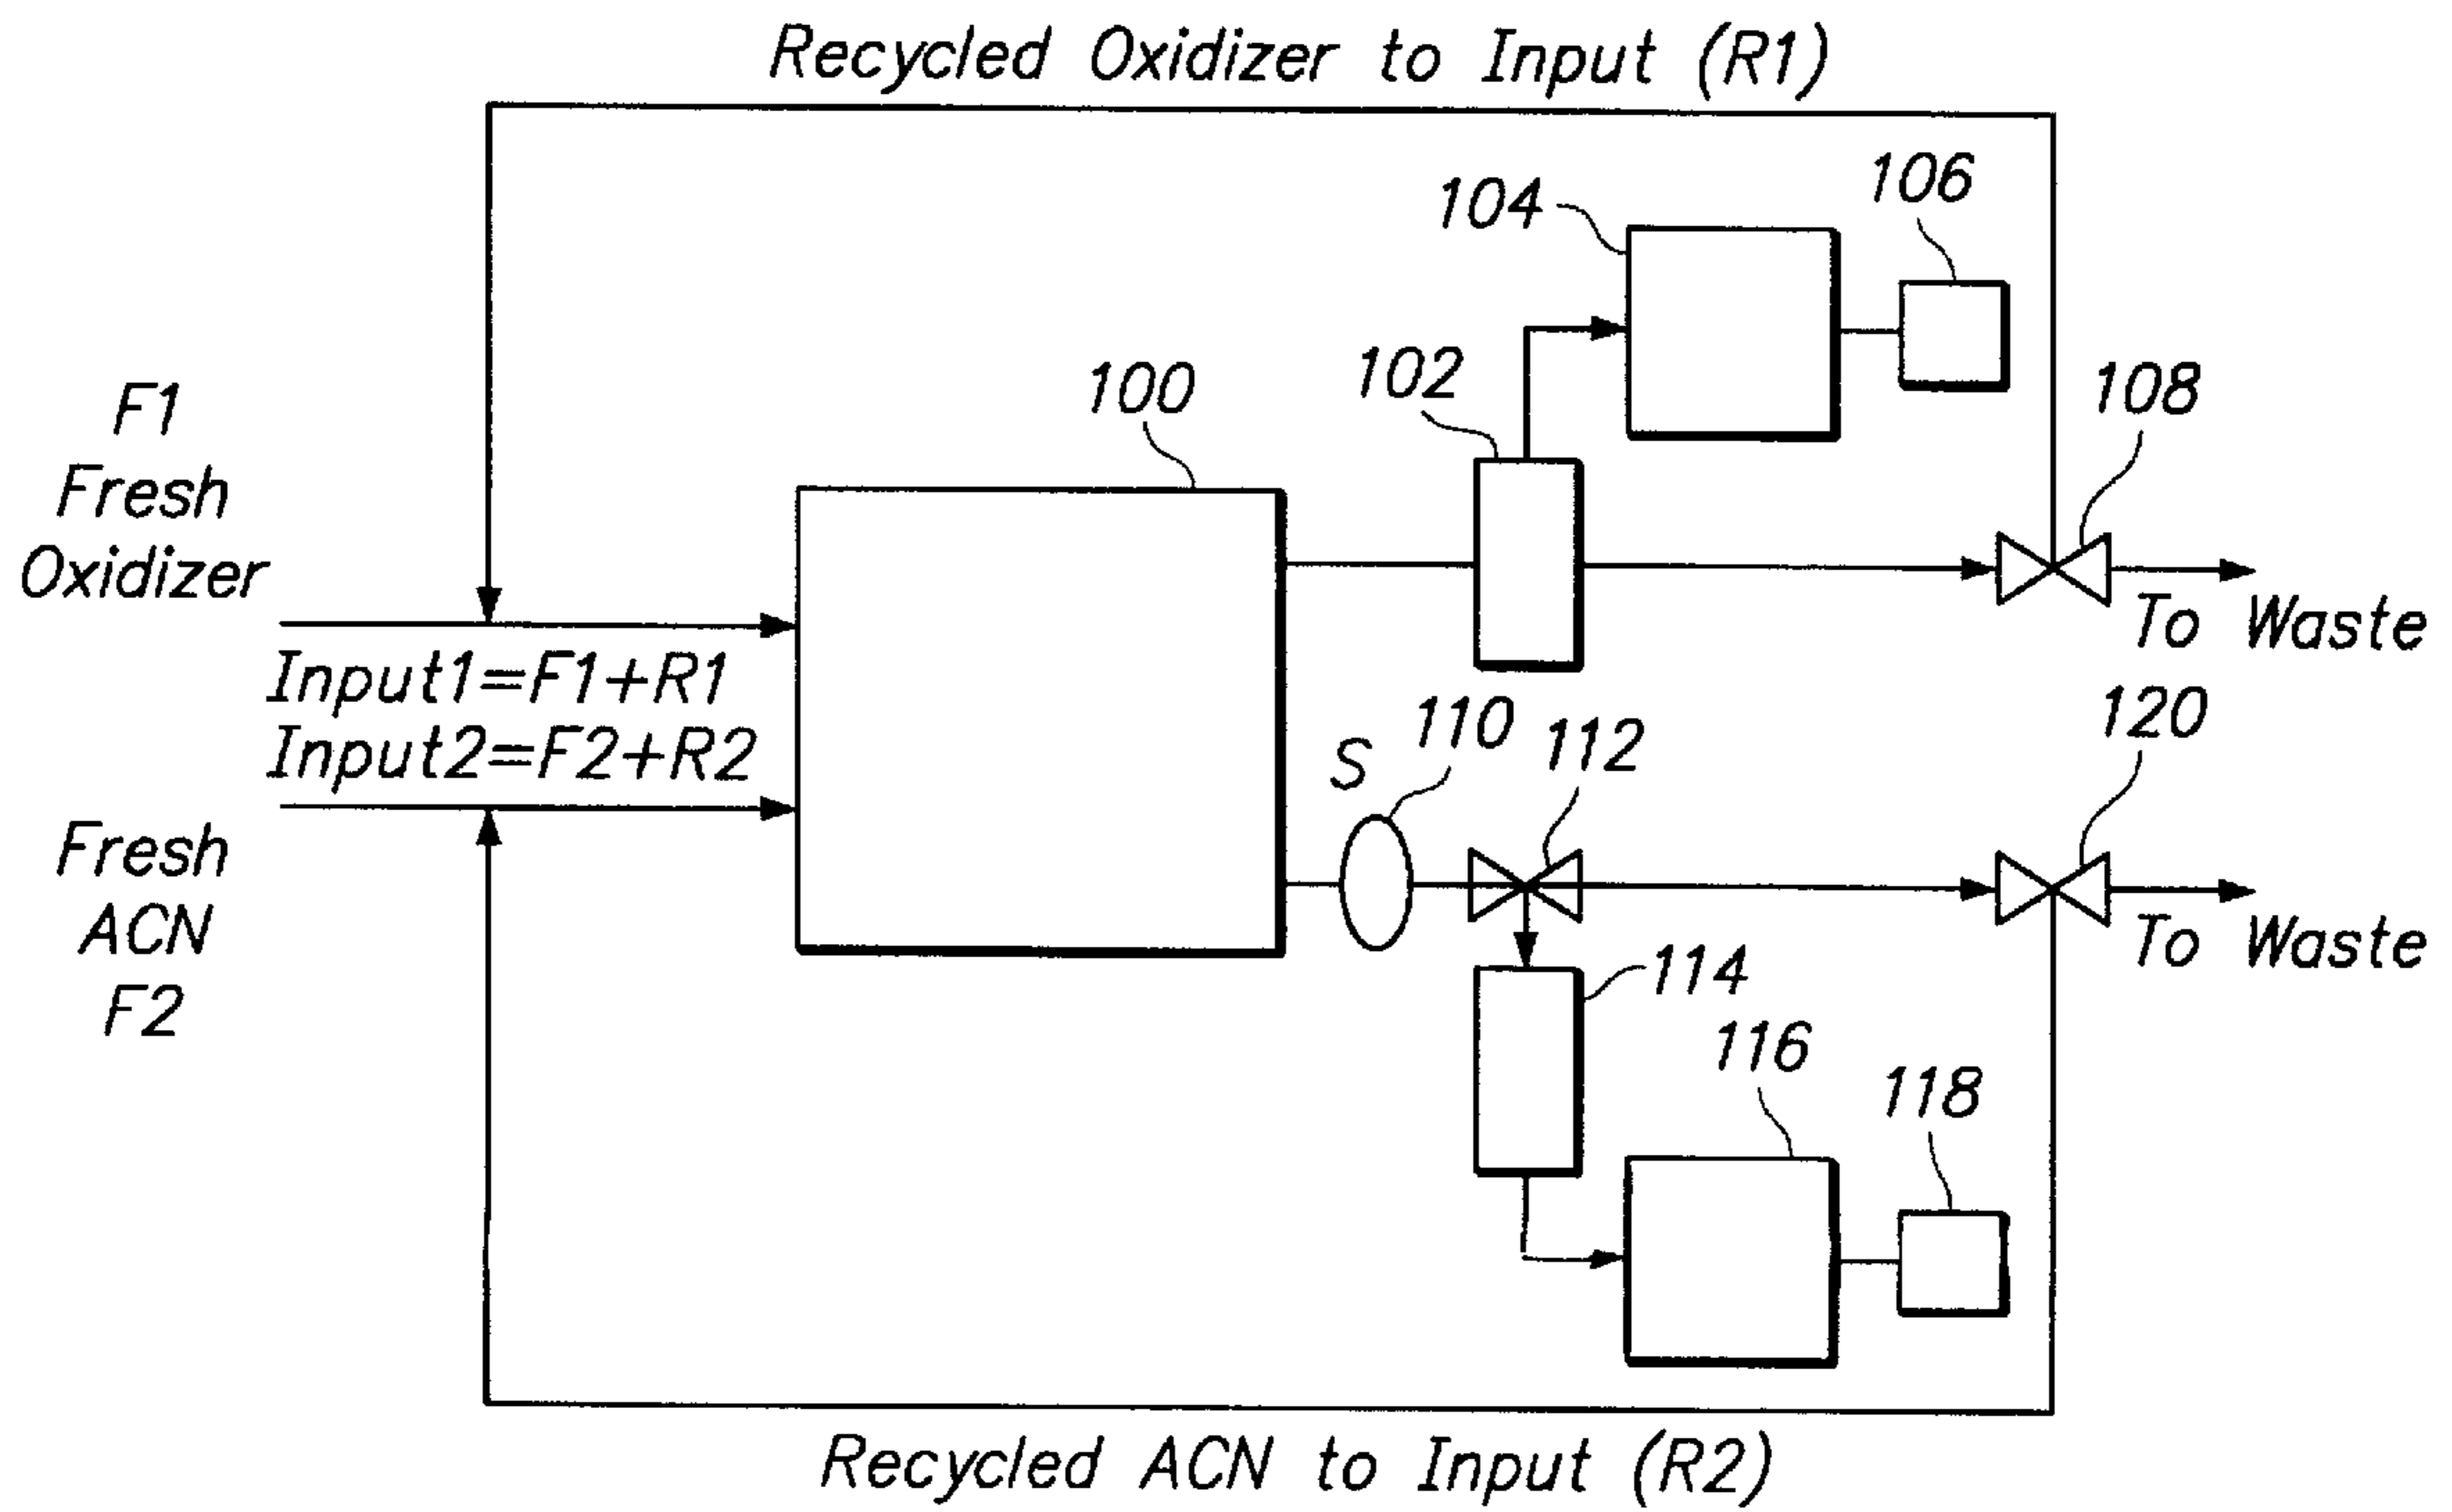 Recycled Oxidizer to Input (R1)
106
104
108
102
100
F1
Fresh
Oxidizer
To Waste
Input1=F1+R1
Input2=F2+R2
S
110
112
120
Fresh
ACN
F2
To Waste
114
116
118
Recycled ACN to Input (R2)